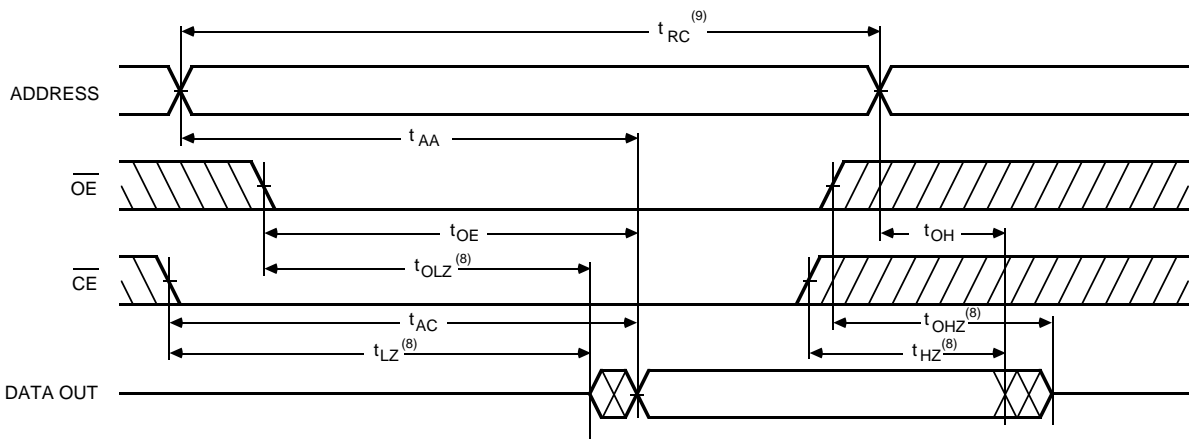 t RC (9)
ADDRESS
t AA
OE
t OE
t OH
t OLZ (8)
CE
t AC
t OHZ (8)
t LZ (8)
t HZ (8)
DATA OUT